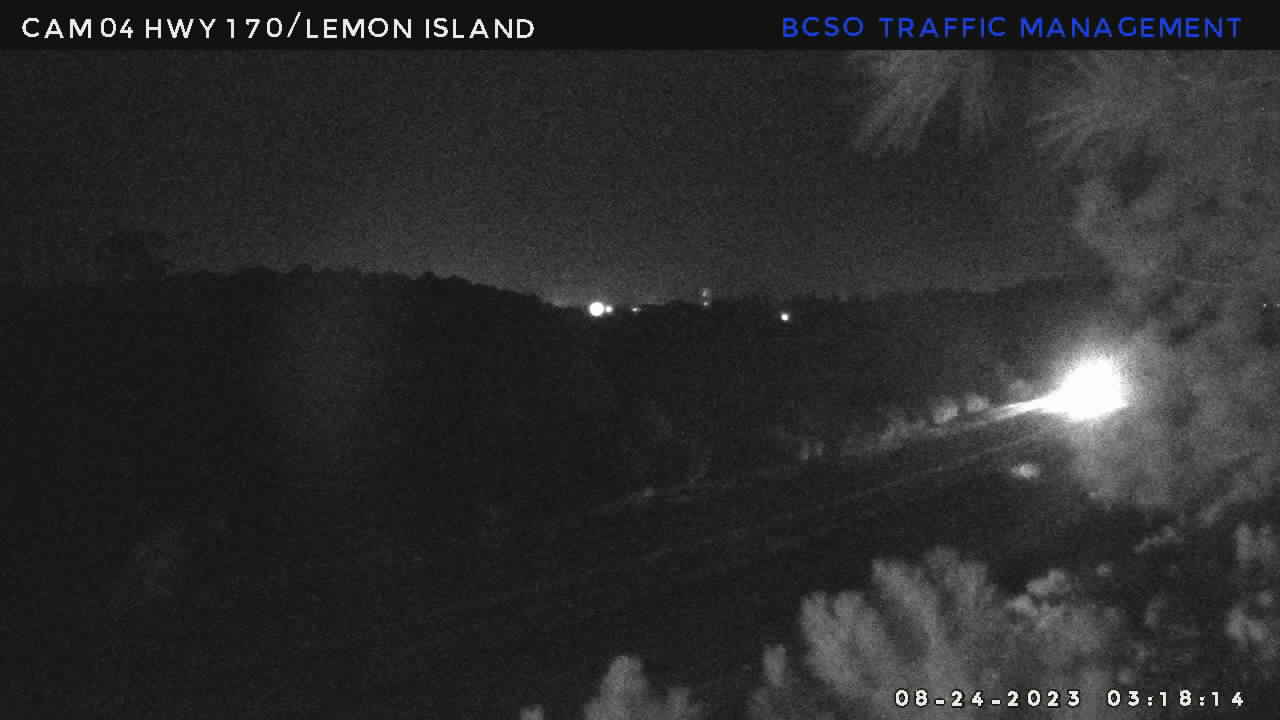 CAM 04 HWY 170/LEMON ISLAND
BCSO TRAFFIC MANAGEMENT
08-24-2023 03:18:14